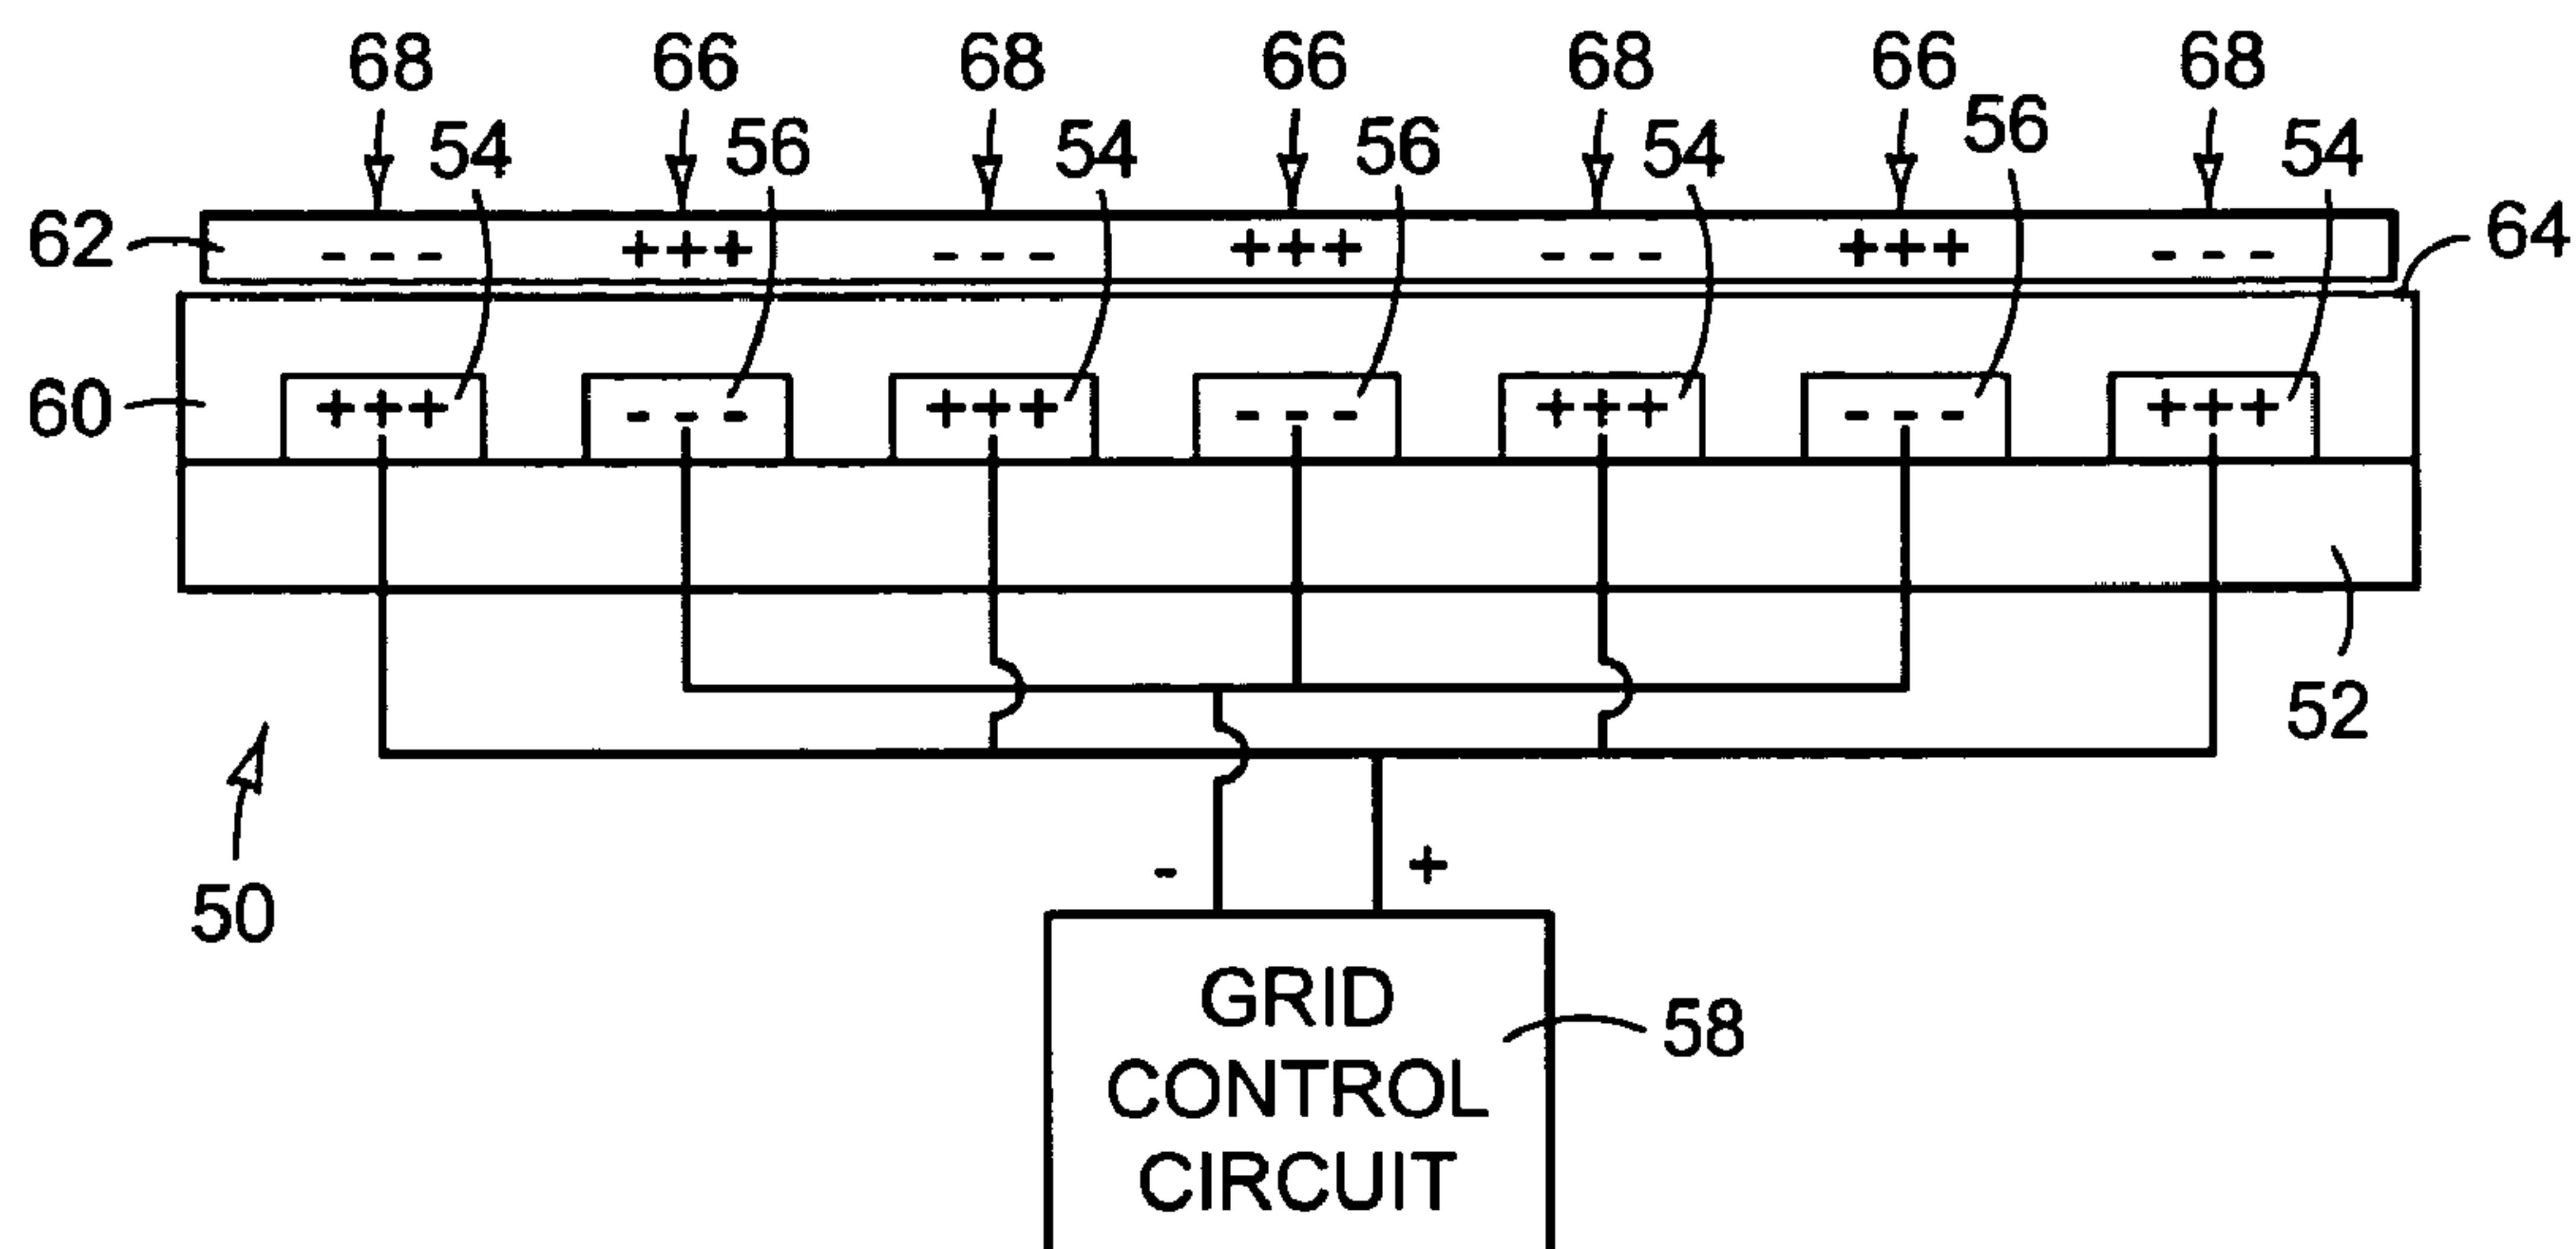 68 66 68 66 68 66 68
54 56 54 56 54 56 54
62 - - - +++ - - - +++ - - - +++ - - - 64
60 +++ - - - +++ - - - +++ - - - +++
52
50
- +
GRID
CONTROL
CIRCUIT
58